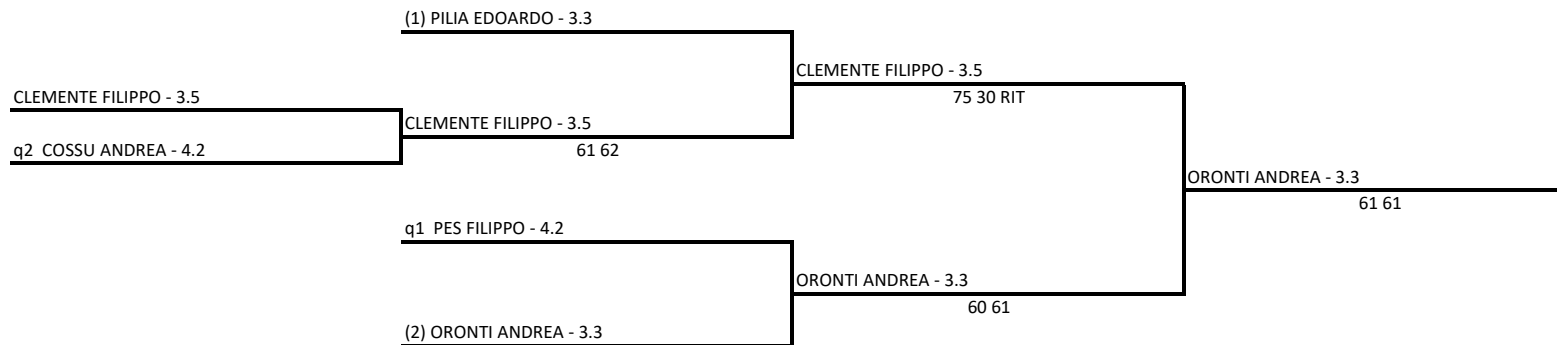 (1) PILIA EDOARDO - 3.3
CLEMENTE FILIPPO - 3.5
75 30 RIT
CLEMENTE FILIPPO - 3.5
CLEMENTE FILIPPO - 3.5
61 62
q2 COSSU ANDREA - 4.2
ORONTI ANDREA - 3.3
61 61
q1 PES FILIPPO - 4.2
ORONTI ANDREA - 3.3
60 61
(2) ORONTI ANDREA - 3.3